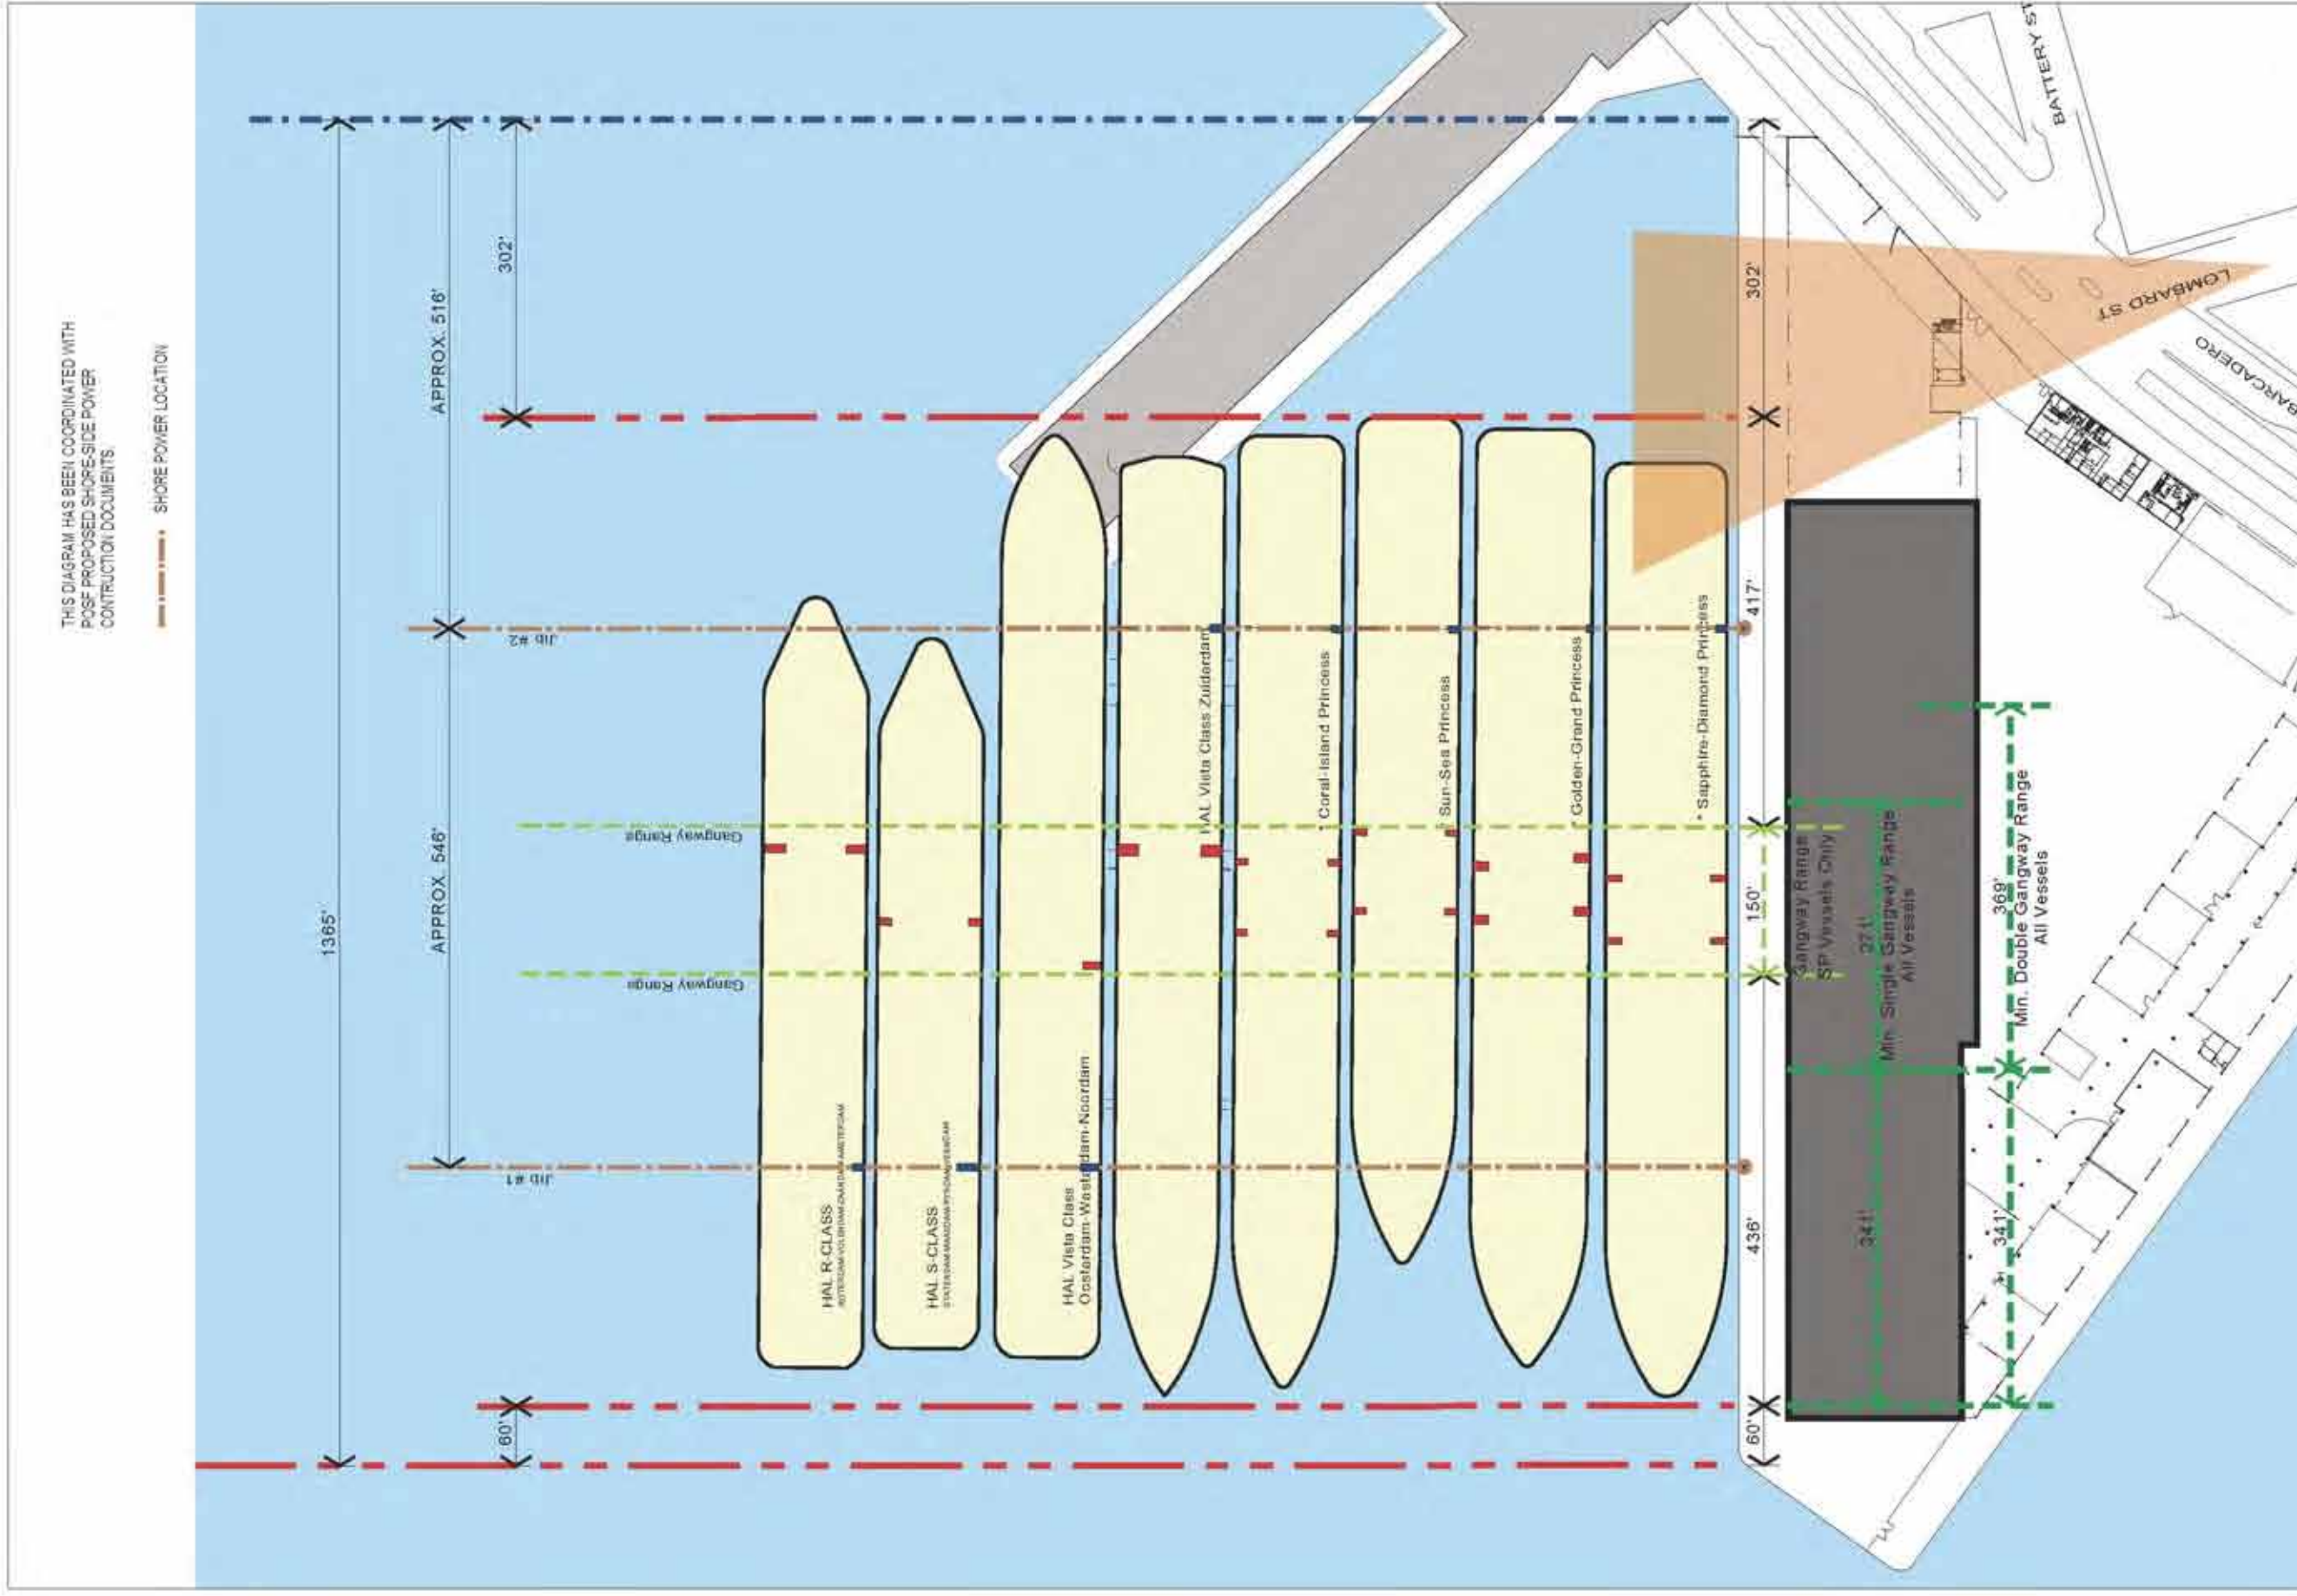 THIS DIAGRAM HAS BEEN COORDINATED WITH
POSF PROPOSED SHORE-SIDE POWER
CONTRUCTION DOCUMENTS.
SHORE POWER LOCATION
1365'
APPROX. 546'
APPROX. 516'
60'
302'
Jib #1
Jib #2
Gangway Range
Gangway Range
HAL R-CLASS
HAL S-CLASS
HAL Vista Class
Oostardam-Wastardam-Noordam
HAL Vista Class Zuiderdam
* Coral-Island Princess
* Sun-Sea Princess
* Golden-Grand Princess
* Sapphire-Diamond Princess
60'
436'
150'
417'
302'
Gangway Range
SP Vessels Only
341'
271'
Min. Single Gangway Range
All Vessels
341'
369'
Min. Double Gangway Range
All Vessels
BATTERY ST
LOMBARD ST
BARCADERO